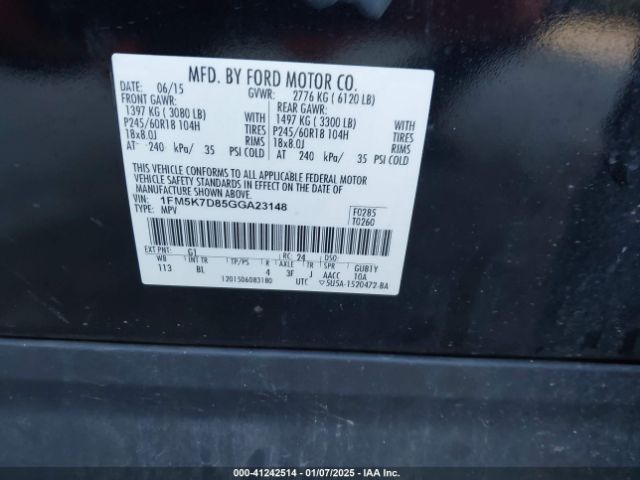 MFD. BY FORD MOTOR CO.
DATE: 06/15 GVWR: 2776 KG ( 6120 LB)
FRONT GAWR: REAR GAWR:
1397 KG ( 3080 LB) WITH 1497 KG ( 3300 LB) WITH
P245/60R18 104H TIRES P245/60R18 104H TIRES
18x8.0J RIMS 18x8.0J RIMS
AT 240 kPa/ 35 PSI COLD AT 240 kPa/ 35 PSI COLD
THIS VEHICLE CONFORMS TO ALL APPLICABLE FEDERAL MOTOR
VEHICLE SAFETY STANDARDS IN EFFECT ON THE DATE OF
MANUFACTURE SHOWN ABOVE.
VIN: 1FM5K7D85GGA23148
TYPE: MPV
F0285
T0260
EXT PNT: G1 RC: 24 DSO:
WB INT TR TP/PS R AXLE TR SPR GUBTY
113 BL 4 3F J AACC 10A
1201506083180 UTC ▽5U5A-1520472-BA
000-41242514 - 01/07/2025 - IAA Inc.